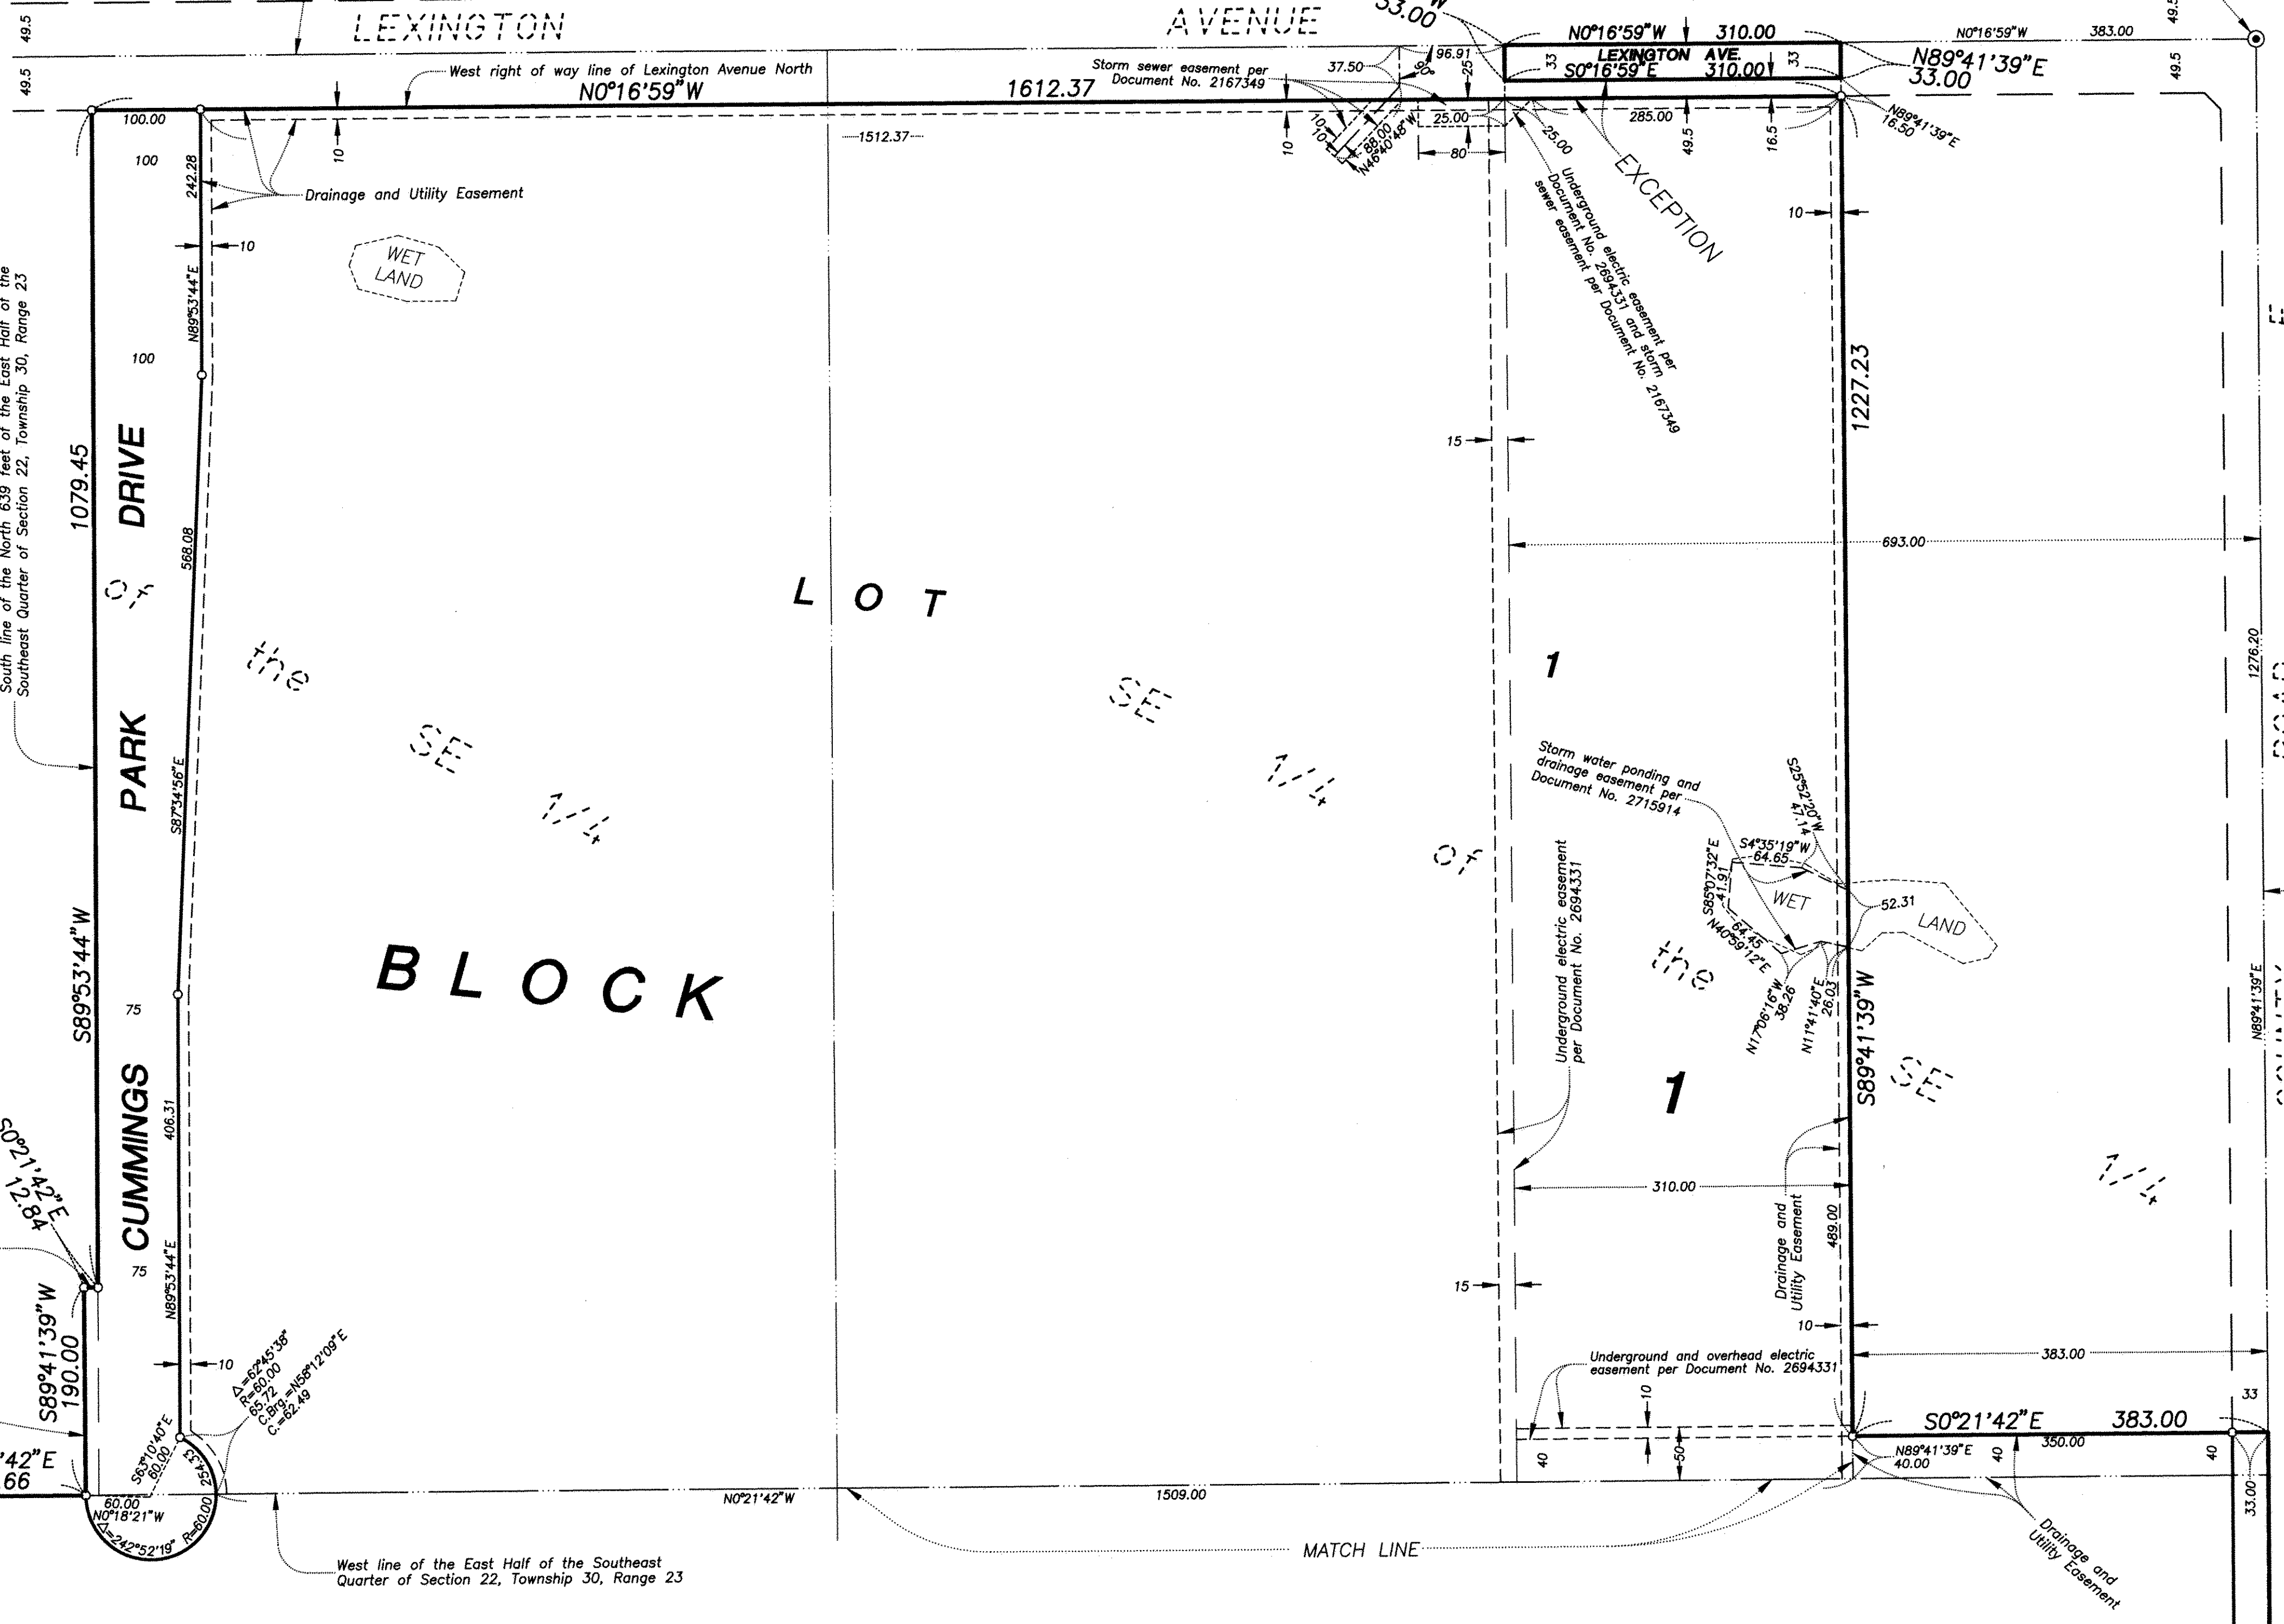 LEXINGTON AVENUE
49.5
49.5
West right of way line of Lexington Avenue North
N0°16'59"W
1612.37
1512.37
Storm sewer easement per
Document No. 2167349
37.50
96.91
90°
25
33.00
N0°16'59"W 310.00
LEXINGTON AVE.
S0°16'59"E 310.00
33
33
N0°16'59"W 383.00
N89°41'39"E
33.00
49.5
49.5
N89°41'39"E
16.50
100.00
100
242.28
10
Drainage and Utility Easement
10
N89°53'44"E
WET
LAND
10
10
10
88.00
N46°40'48"W
25.00
80
25.00
285.00
49.5
16.5
EXCEPTION
Underground electric easement per
Document No. 2694331 and storm
sewer easement per Document No. 2167349
10
1227.23
E
South line of the North 639 feet of the East Half of the
Southeast Quarter of Section 22, Township 30, Range 23
100
1079.45
CUMMINGS PARK DRIVE
568.08
15
693.00
of
the
SE
1/4
LOT
1
SE
1/4
of
the
SE
1/4
1276.20
S87°34'56"E
S89°53'44"W
BLOCK
1
Storm water ponding and
drainage easement per
Document No. 2715914
S25°52'20"W
47.14
S4°35'19"W
64.65
S85°07'32"E
41.91
WET
LAND
52.31
64.45
N40°59'12"E
N17°06'16"W
38.26
N11°41'40"E
26.03
Underground electric easement
per Document No. 2694331
S89°41'39"W
N89°41'39"E
75
406.31
75
N89°53'44"E
S0°21'42"E
12.84
S89°41'39"W
190.00
310.00
Drainage and
Utility Easement
489.00
15
10
10
Δ=62°45'38"
R=60.00
65.72
C.Brg.=N58°12'09"E
C.=62.49
S63°10'40"E
60.00
254.33
Underground and overhead electric
easement per Document No. 2694331
10
50
40
383.00
33
S0°21'42"E 383.00
350.00
N89°41'39"E
40.00
40
40
33.00
'42"E
.66
60.00
N0°18'21"W
Δ=242°52'19" R=60.00
N0°21'42"W
1509.00
MATCH LINE
West line of the East Half of the Southeast
Quarter of Section 22, Township 30, Range 23
Drainage and
Utility Easement